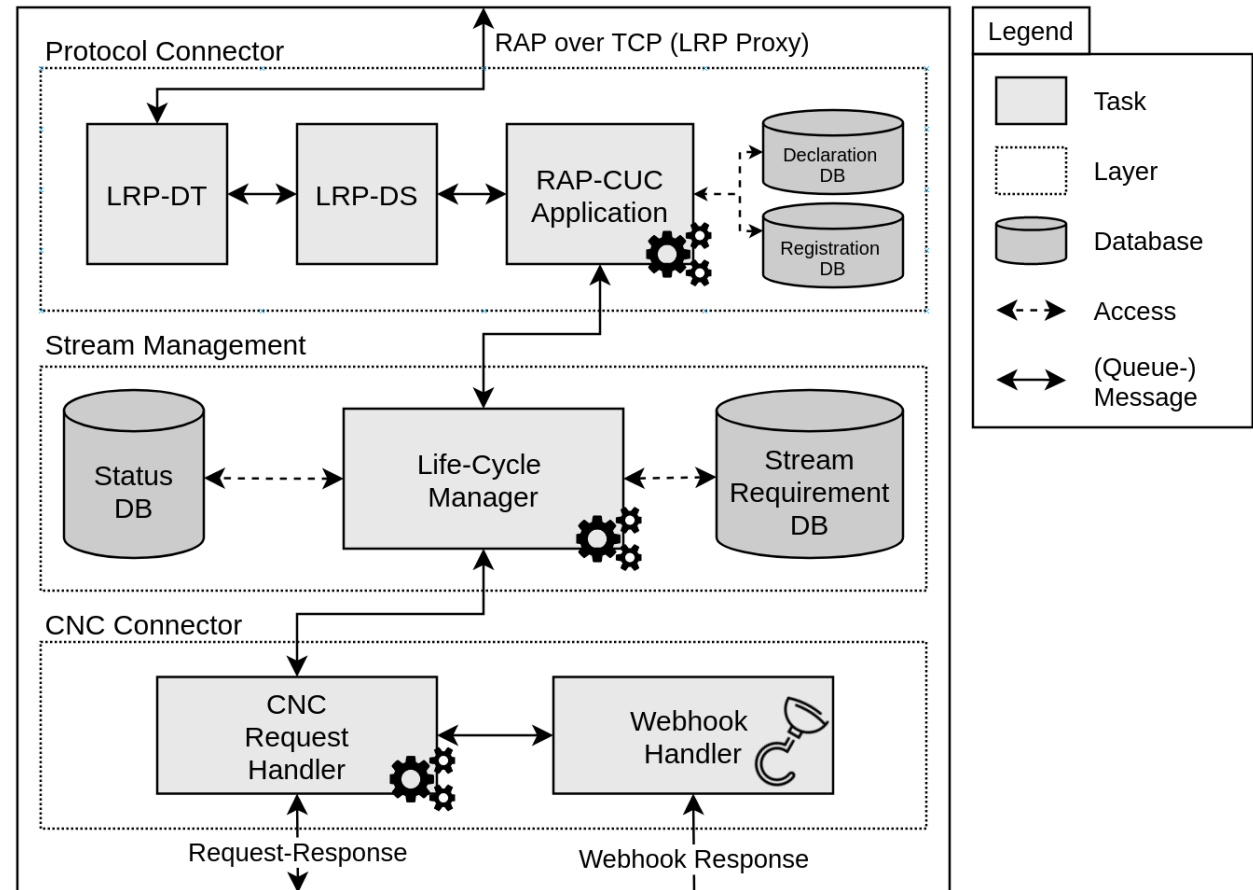 Protocol Connector
RAP over TCP (LRP Proxy)
LRP-DT
LRP-DS
RAP-CUC
Application
Declaration
DB
Registration
DB
Stream Management
Status
DB
Life-Cycle
Manager
Stream
Requirement
DB
CNC Connector
CNC
Request
Handler
Webhook
Handler
Request-Response
Webhook Response
Legend
Task
Layer
Database
Access
(Queue-)
Message